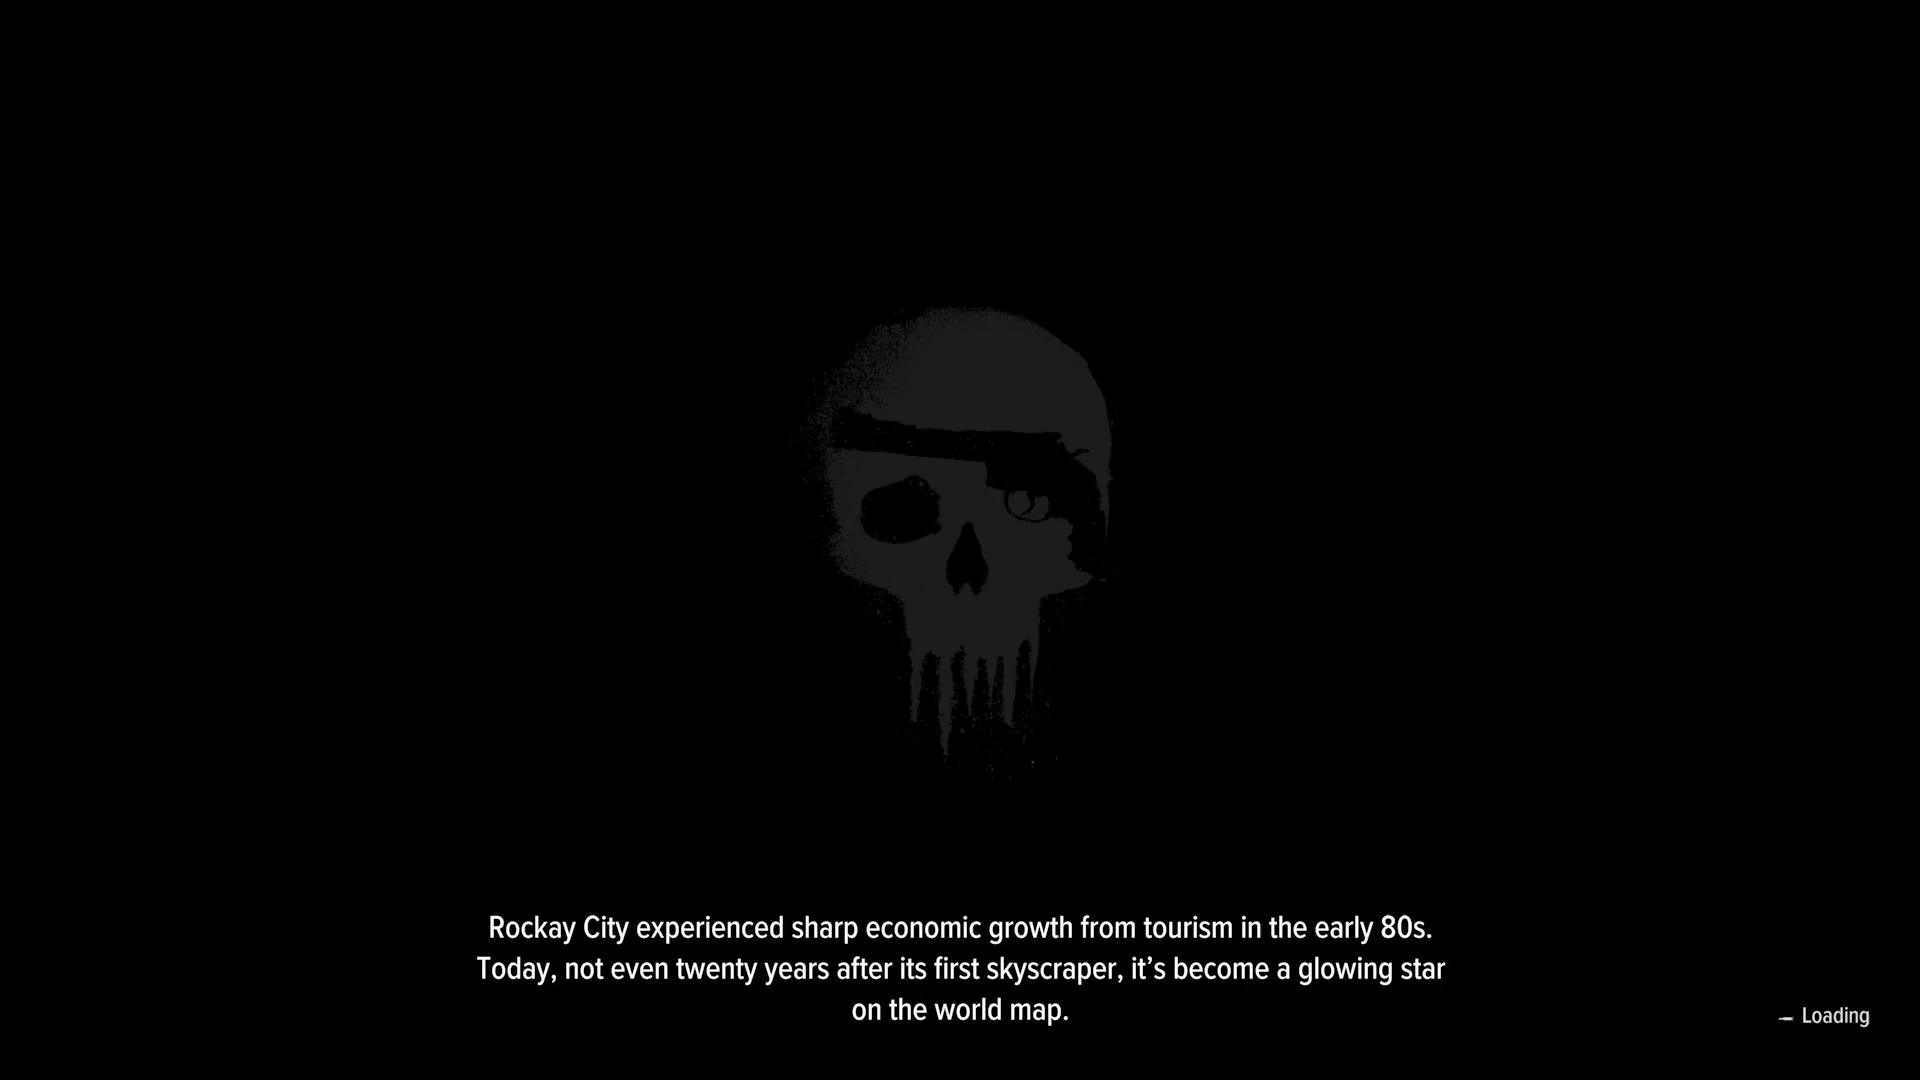 Rockay City experienced sharp economic growth from tourism in the early 80s.
Today, not even twenty years after its first skyscraper, it’s become a glowing star
on the world map.
Loading